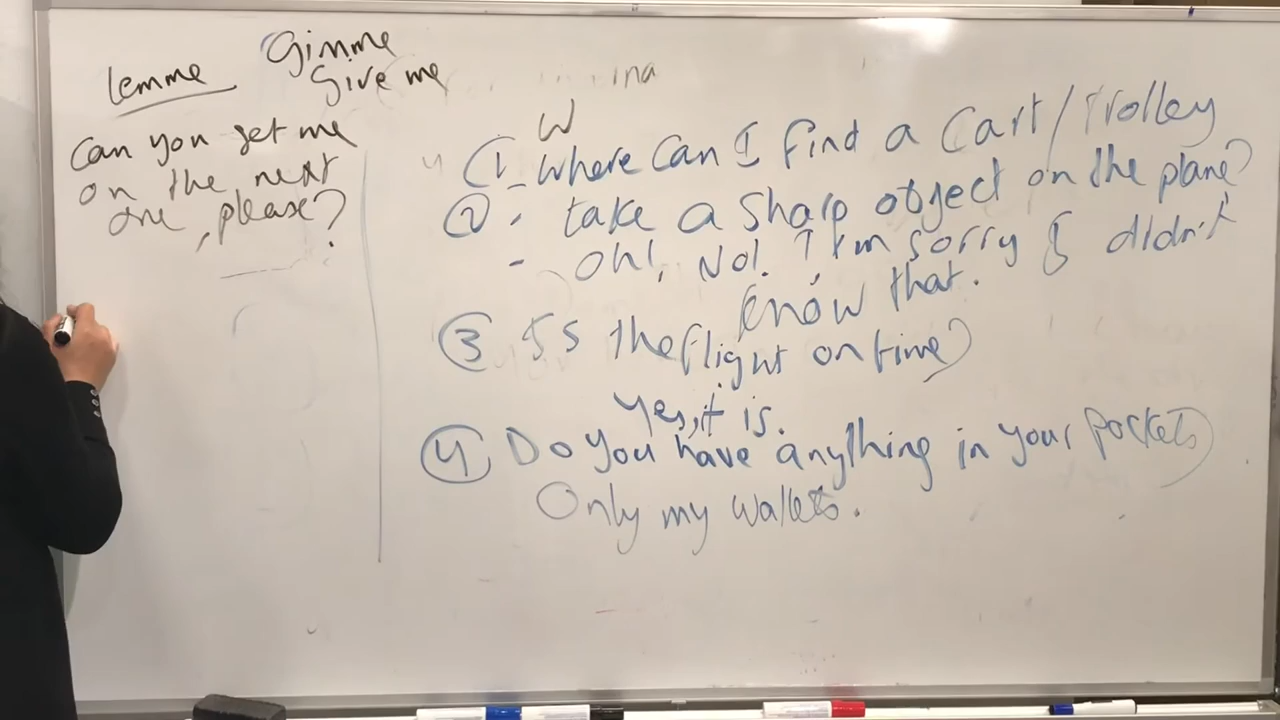 Gimme
lemme
Give me
Can you get me
on the next
one, please?
ina
W
(1- Where Can I find a Cart/Trolley
② - take a sharp object on the plane?
- Oh!, No!. I'm sorry I didn't
know that.
③ Is the flight on time?
Yes, it is.
④ Do you have anything in your pockets
Only my wallets.